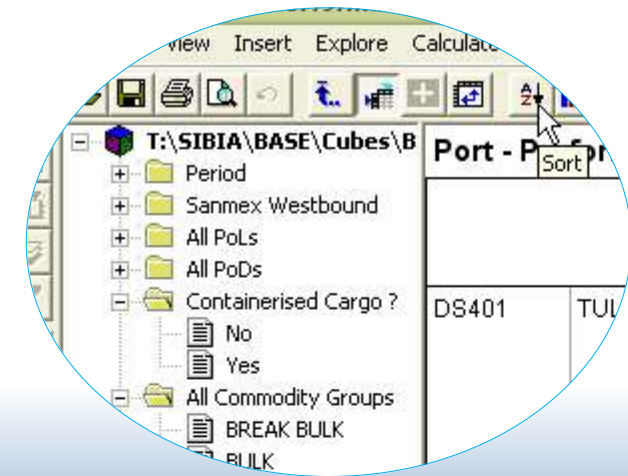 View Insert Explore Calculate
Sort
T:\SIBIA\BASE\Cubes\B
Period
Sanmex Westbound
All PoLs
All PoDs
Containerised Cargo ?
No
Yes
All Commodity Groups
BREAK BULK
BULK
Port - P
DS401 TUL